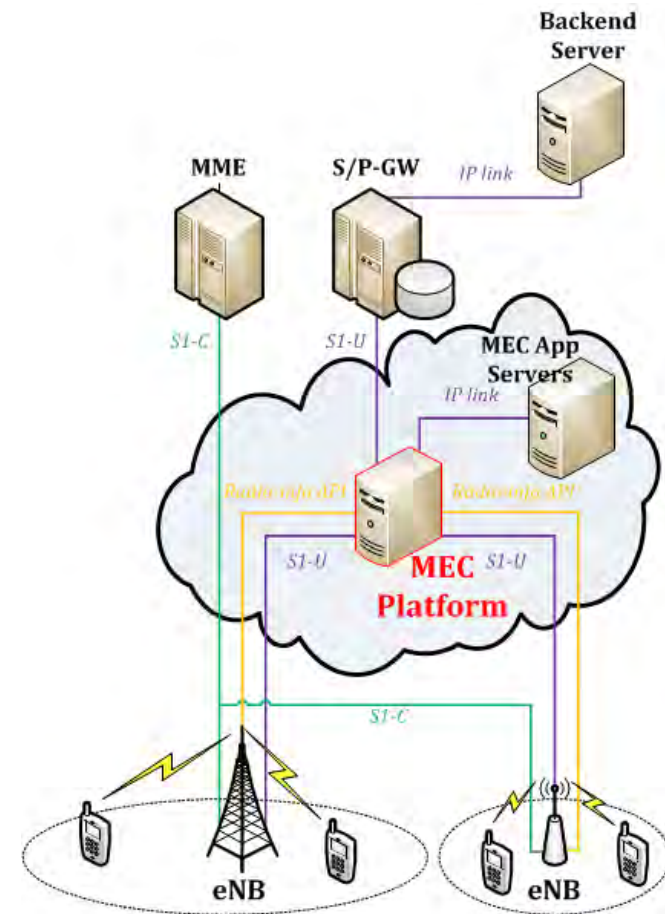 Backend
Server
MME
S/P-GW
IP link
S1-C
S1-U
MEC App
Servers
IP link
Radio info API
Radio info API
S1-U
S1-U
MEC
Platform
S1-C
eNB
eNB